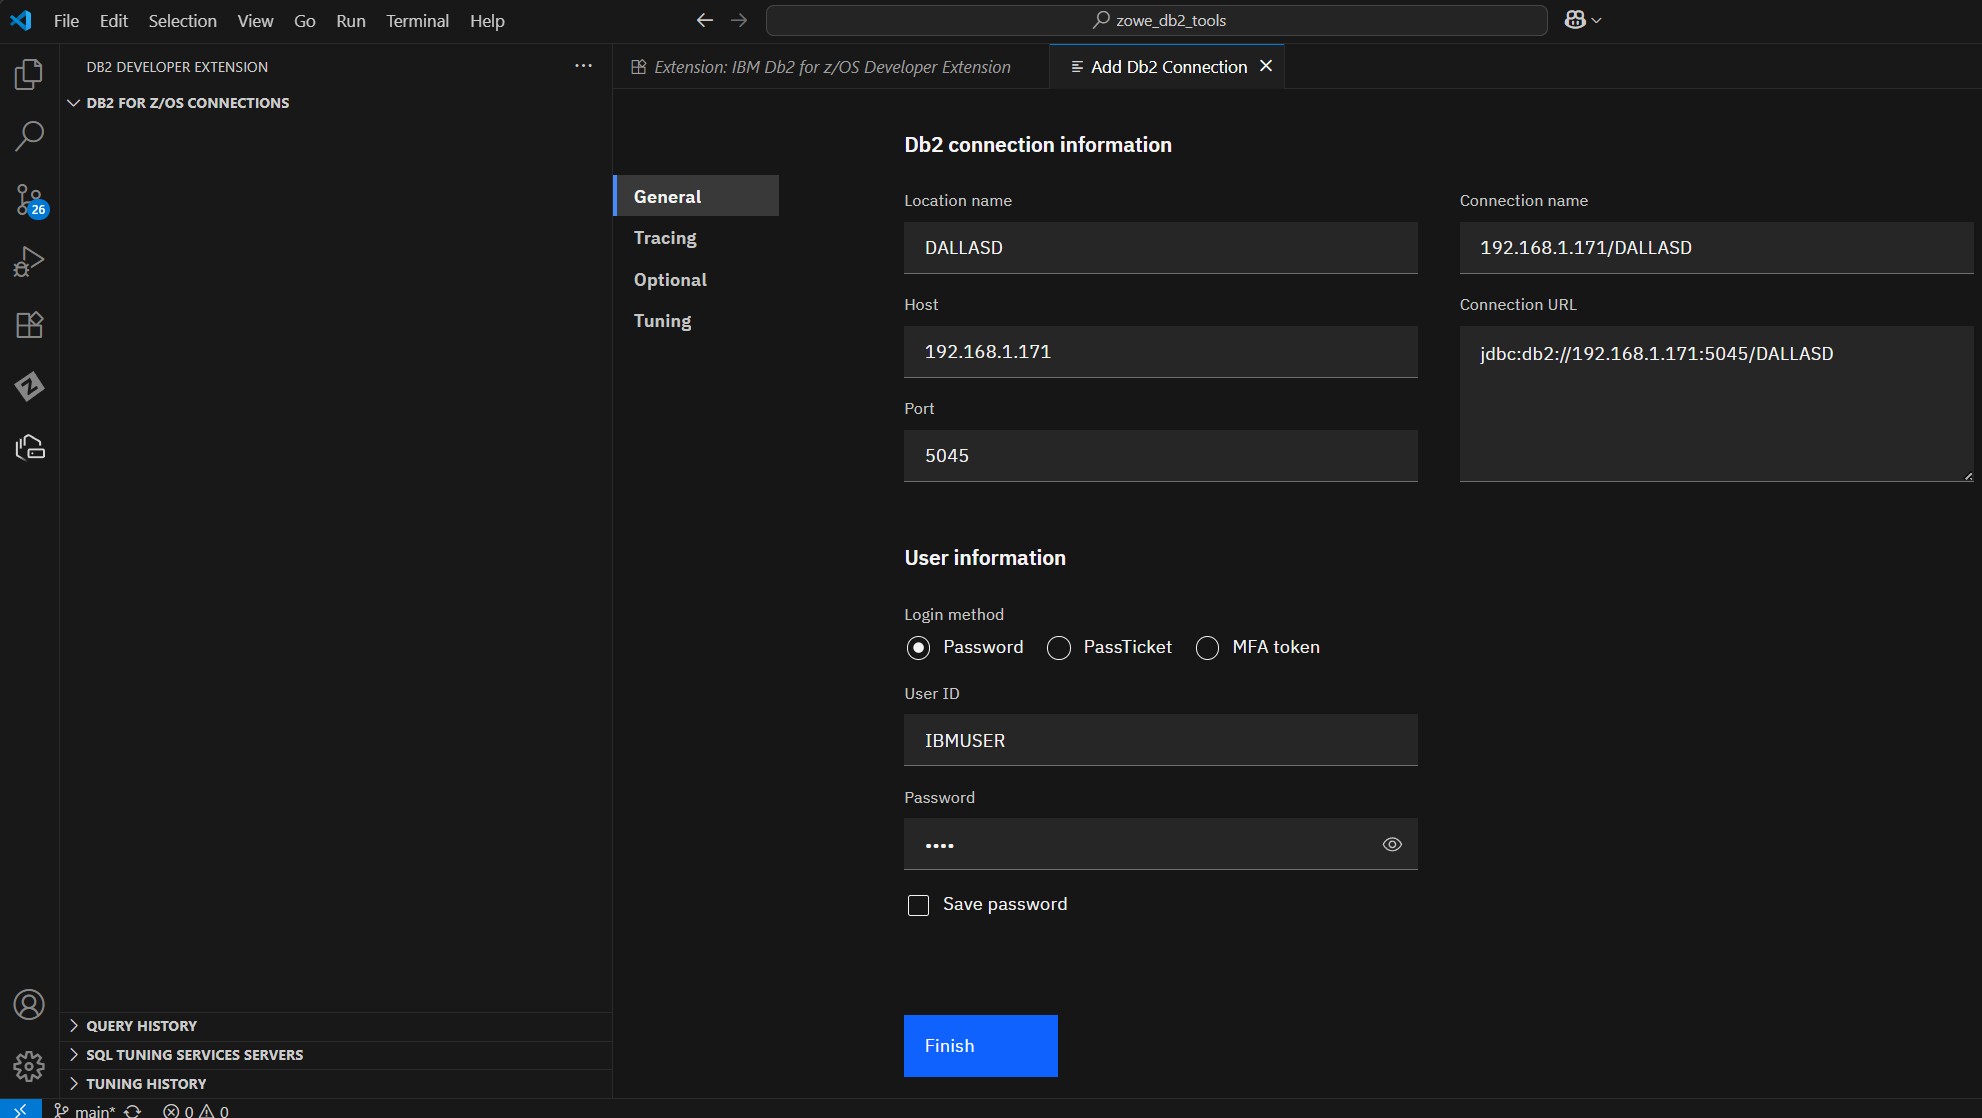 File Edit Selection View Go Run Terminal Help
zowe_db2_tools
DB2 DEVELOPER EXTENSION
Extension: IBM Db2 for z/OS Developer Extension
Add Db2 Connection
DB2 FOR Z/OS CONNECTIONS
26
General
Tracing
Optional
Tuning
Db2 connection information
Location name
DALLASD
Connection name
192.168.1.171/DALLASD
Host
192.168.1.171
Connection URL
jdbc:db2://192.168.1.171:5045/DALLASD
Port
5045
User information
Login method
Password PassTicket MFA token
User ID
IBMUSER
Password
••••
Save password
Finish
QUERY HISTORY
SQL TUNING SERVICES SERVERS
TUNING HISTORY
main* 0 0